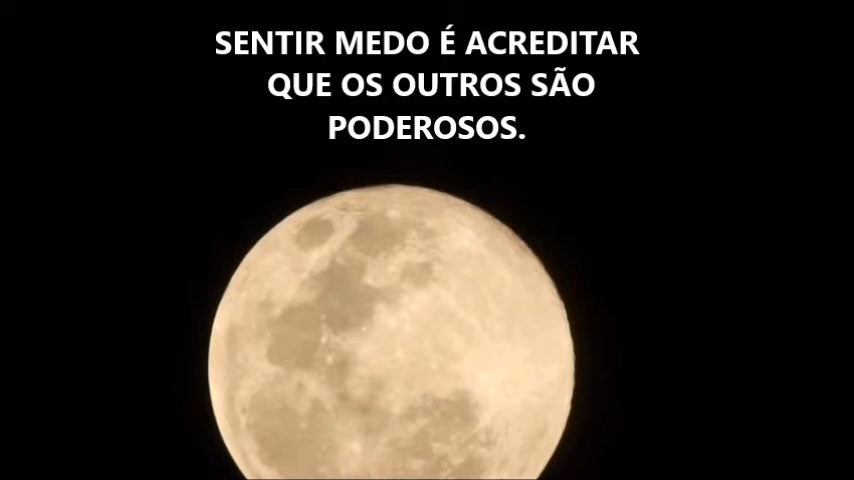 SENTIR MEDO É ACREDITAR
QUE OS OUTROS SÃO
PODEROSOS.